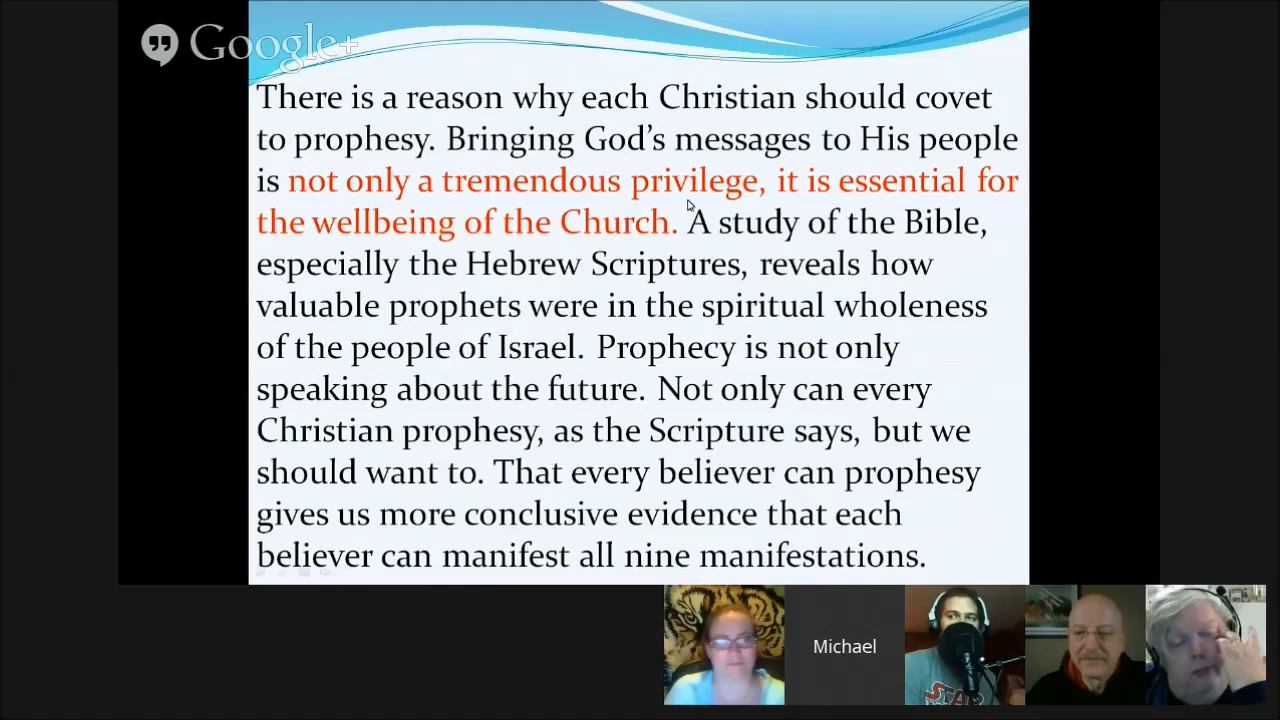 Google+
There is a reason why each Christian should covet
to prophesy. Bringing God's messages to His people
is not only a tremendous privilege, it is essential for
the wellbeing of the Church. A study of the Bible,
especially the Hebrew Scriptures, reveals how
valuable prophets were in the spiritual wholeness
of the people of Israel. Prophecy is not only
speaking about the future. Not only can every
Christian prophesy, as the Scripture says, but we
should want to. That every believer can prophesy
gives us more conclusive evidence that each
believer can manifest all nine manifestations.
Michael
STAR